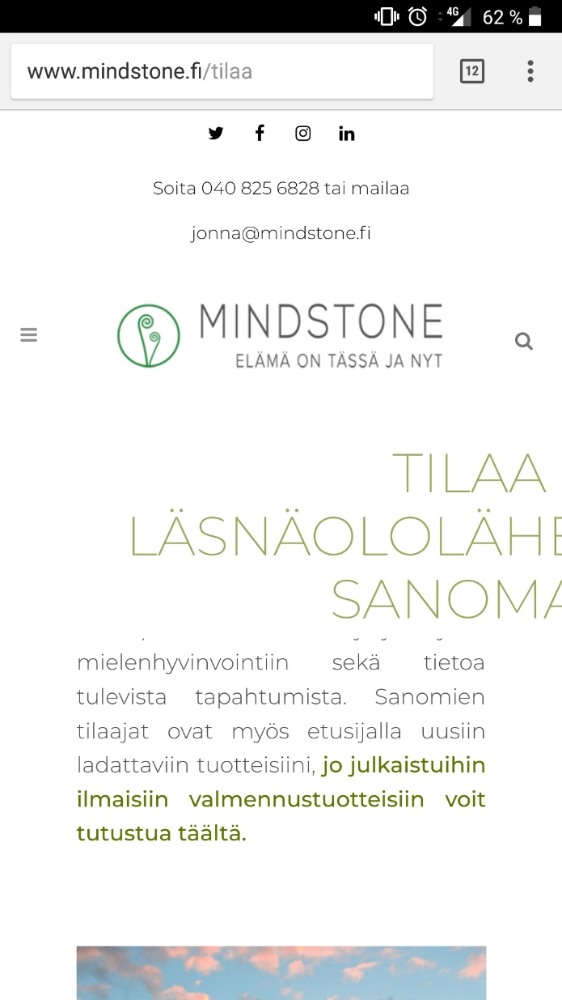 4G 62 %
www.mindstone.fi/tilaa 12
Soita 040 825 6828 tai mailaa
jonna@mindstone.fi
MINDSTONE
ELÄMÄ ON TÄSSÄ JA NYT
TILAA
LÄSNÄOLOLÄHE
SANOMA
mielenhyvinvointiin sekä tietoa
tulevista tapahtumista. Sanomien
tilaajat ovat myös etusijalla uusiin
ladattaviin tuotteisiini, jo julkaistuihin
ilmaisiin valmennustuotteisiin voit
tutustua täältä.